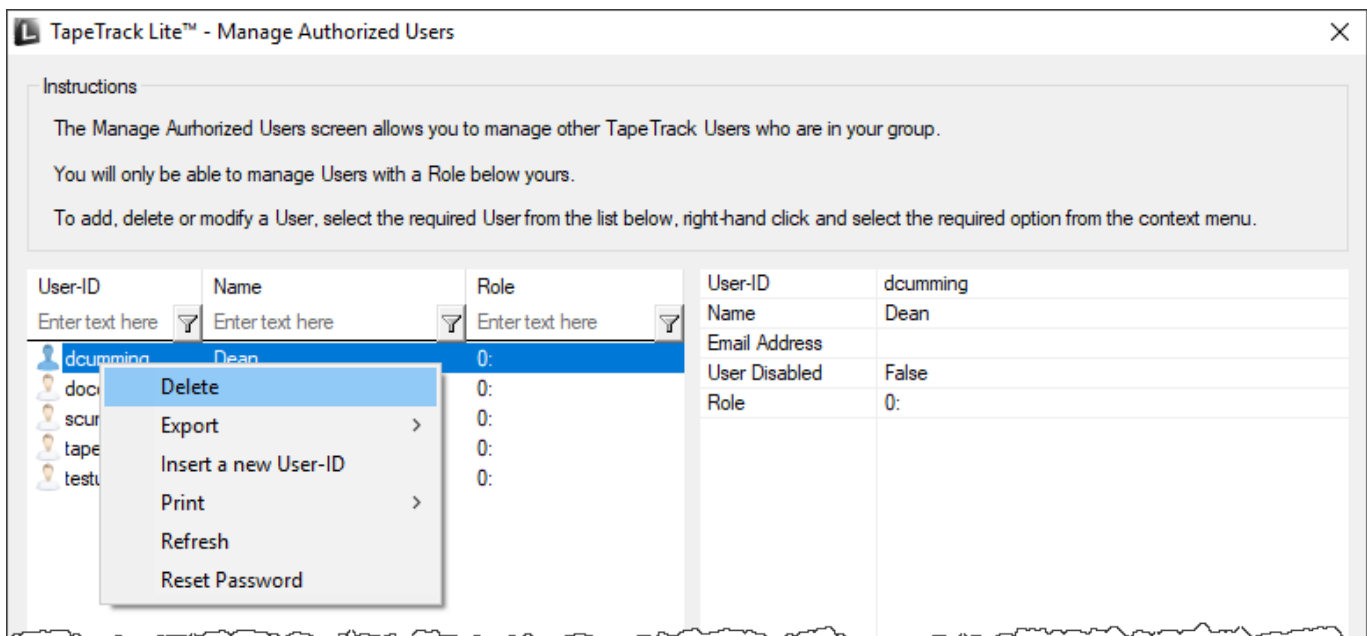 TapeTrack Lite™ - Manage Authorized Users
Instructions
The Manage Aurhorized Users screen allows you to manage other TapeTrack Users who are in your group.
You will only be able to manage Users with a Role below yours.
To add, delete or modify a User, select the required User from the list below, right-hand click and select the required option from the context menu.
User-ID Name Role
Enter text here Enter text here Enter text here
dcumming Dean 0:
0:
0:
0:
0:
Delete
Export
Insert a new User-ID
Print
Refresh
Reset Password
User-ID dcumming
Name Dean
Email Address
User Disabled False
Role 0: